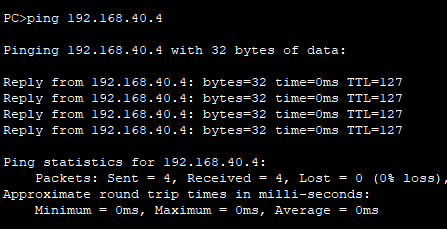 PC>ping 192.168.40.4
Pinging 192.168.40.4 with 32 bytes of data:
Reply from 192.168.40.4: bytes=32 time=0ms TTL=127
Reply from 192.168.40.4: bytes=32 time=0ms TTL=127
Reply from 192.168.40.4: bytes=32 time=0ms TTL=127
Reply from 192.168.40.4: bytes=32 time=0ms TTL=127
Ping statistics for 192.168.40.4:
Packets: Sent = 4, Received = 4, Lost = 0 (0% loss),
Approximate round trip times in milli-seconds:
Minimum = 0ms, Maximum = 0ms, Average = 0ms